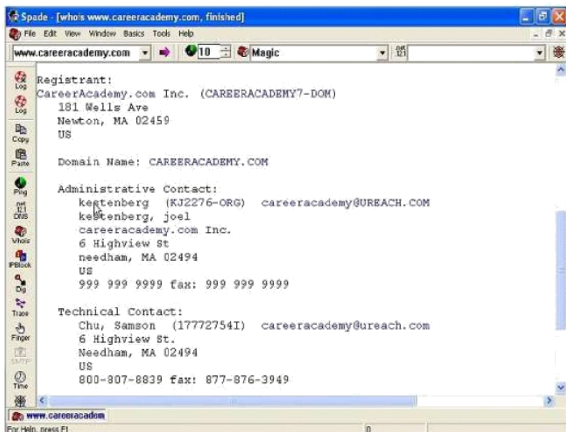 Spade - [whois www.careeracademy.com, finished]
File Edit View Window Basics Tools Help
www.careeracademy.com 10 Magic
Log
Log
Copy
Paste
Ping
DNS
Whois
IPBlock
Dig
Trace
Finger
SMTP
Time
Registrant:
CareerAcademy.com Inc. (CAREERACADEMY7-DOM)
181 Wells Ave
Newton, MA 02459
US
Domain Name: CAREERACADEMY.COM
Administrative Contact:
kestenberg (KJ2276-ORG) careeracademy@UREACH.COM
kestenberg, joel
careeracademy.com Inc.
6 Highview St
needham, MA 02494
US
999 999 9999 fax: 999 999 9999
Technical Contact:
Chu, Samson (17772754I) careeracademy@ureach.com
6 Highview St.
Needham, MA 02494
US
800-807-8839 fax: 877-876-3949
www.careeracadem
For Help, press F1 0